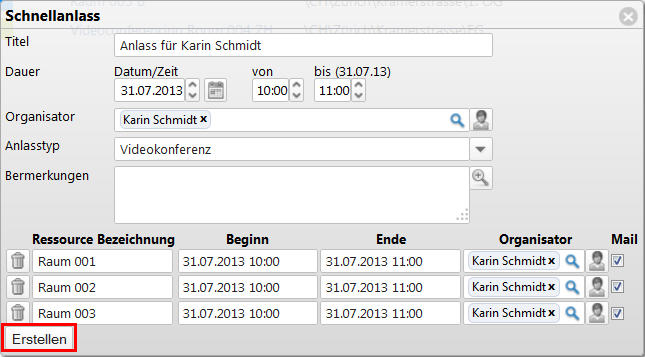 Schnellanlass
Titel Anlass für Karin Schmidt
Dauer Datum/Zeit von bis (31.07.13)
31.07.2013 10:00 11:00
Organisator Karin Schmidt x
Anlasstyp Videokonferenz
Bermerkungen
Ressource Bezeichnung Beginn Ende Organisator Mail
Raum 001 31.07.2013 10:00 31.07.2013 11:00 Karin Schmidt x
Raum 002 31.07.2013 10:00 31.07.2013 11:00 Karin Schmidt x
Raum 003 31.07.2013 10:00 31.07.2013 11:00 Karin Schmidt x
Erstellen